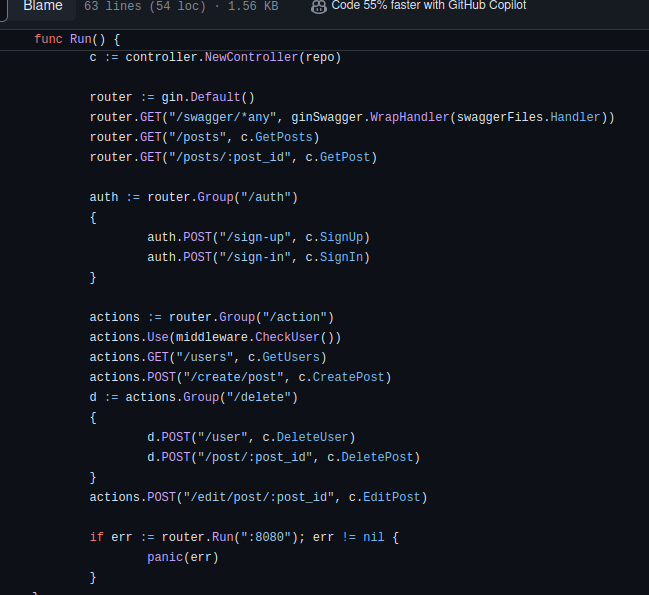 Blame 63 lines (54 loc) · 1.56 KB Code 55% faster with GitHub Copilot
func Run() {
c := controller.NewController(repo)
router := gin.Default()
router.GET("/swagger/*any", ginSwagger.WrapHandler(swaggerFiles.Handler))
router.GET("/posts", c.GetPosts)
router.GET("/posts/:post_id", c.GetPost)
auth := router.Group("/auth")
{
auth.POST("/sign-up", c.SignUp)
auth.POST("/sign-in", c.SignIn)
}
actions := router.Group("/action")
actions.Use(middleware.CheckUser())
actions.GET("/users", c.GetUsers)
actions.POST("/create/post", c.CreatePost)
d := actions.Group("/delete")
{
d.POST("/user", c.DeleteUser)
d.POST("/post/:post_id", c.DeletePost)
}
actions.POST("/edit/post/:post_id", c.EditPost)
if err := router.Run(":8080"); err != nil {
panic(err)
}